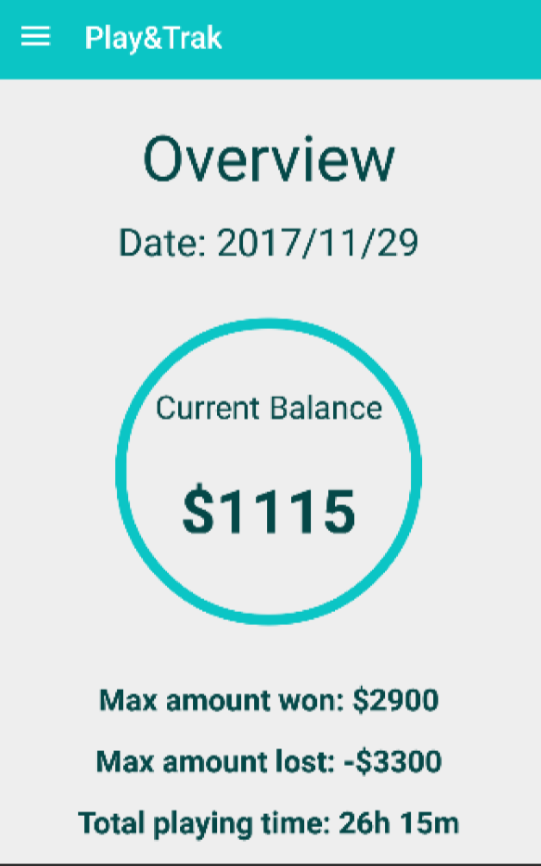 Play&Trak
Overview
Date: 2017/11/29
Current Balance
$1115
Max amount won: $2900
Max amount lost: -$3300
Total playing time: 26h 15m